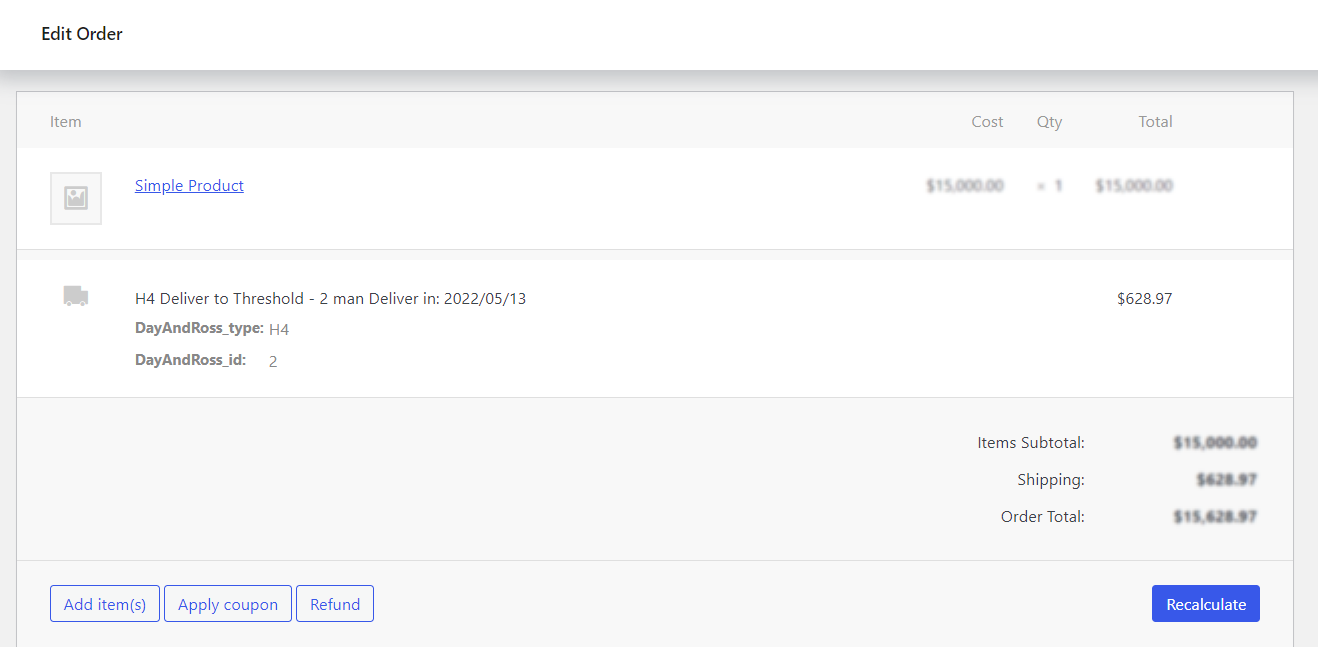 Edit Order
Item Cost Qty Total
Simple Product $15,000.00 × 1 $15,000.00
H4 Deliver to Threshold - 2 man Deliver in: 2022/05/13 $628.97
DayAndRoss_type: H4
DayAndRoss_id: 2
Items Subtotal: $15,000.00
Shipping: $628.97
Order Total: $15,628.97
Add item(s) Apply coupon Refund Recalculate